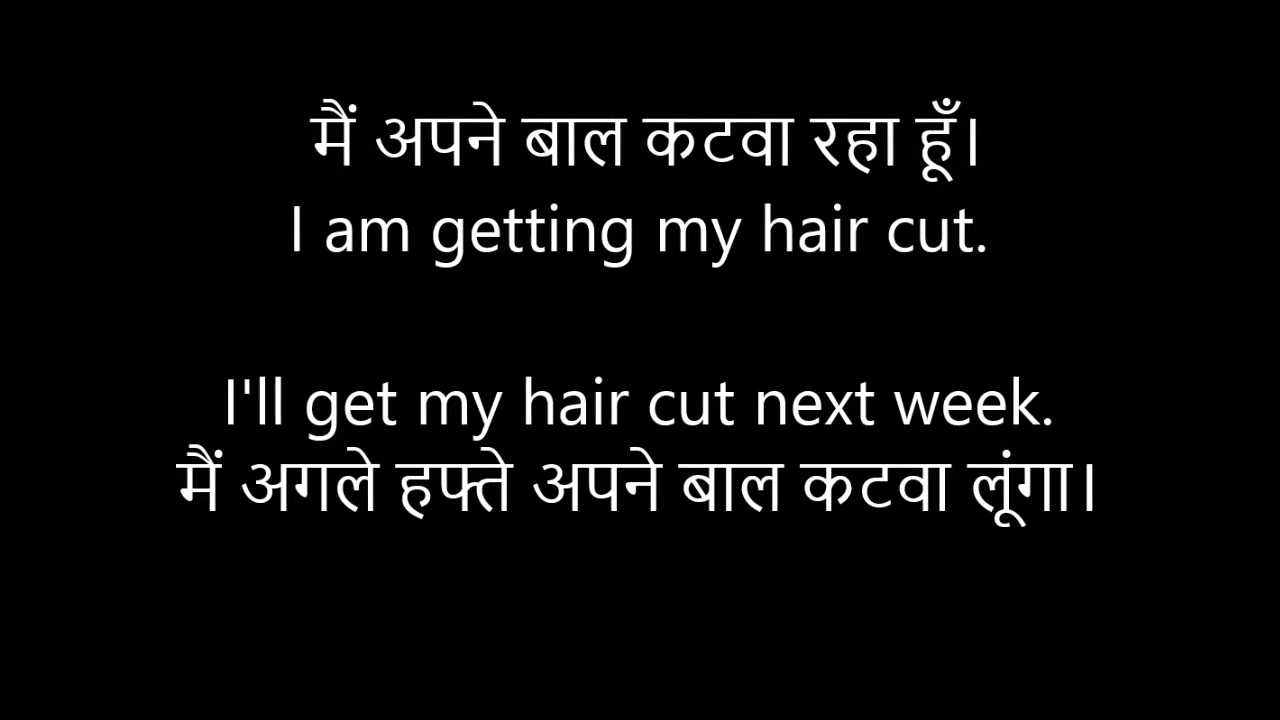 मैं अपने बाल कटवा रहा हूँ।
I am getting my hair cut.
I'll get my hair cut next week.
मैं अगले हफ्ते अपने बाल कटवा लूंगा।